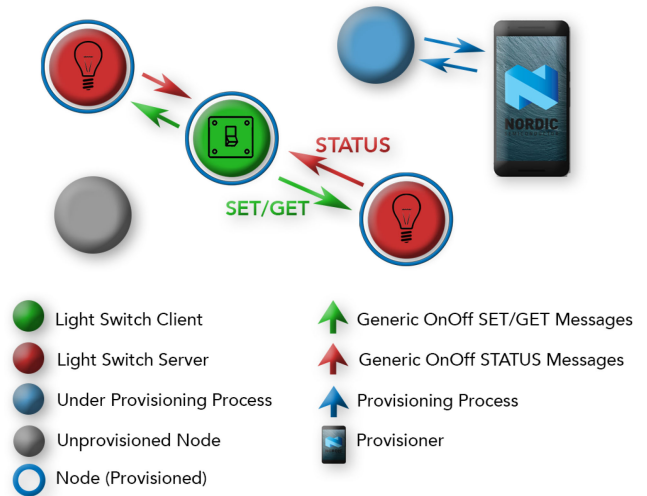 NORDIC
STATUS
SET/GET
Light Switch Client
Generic OnOff SET/GET Messages
Light Switch Server
Generic OnOff STATUS Messages
Under Provisioning Process
Provisioning Process
Unprovisioned Node
Provisioner
Node (Provisioned)